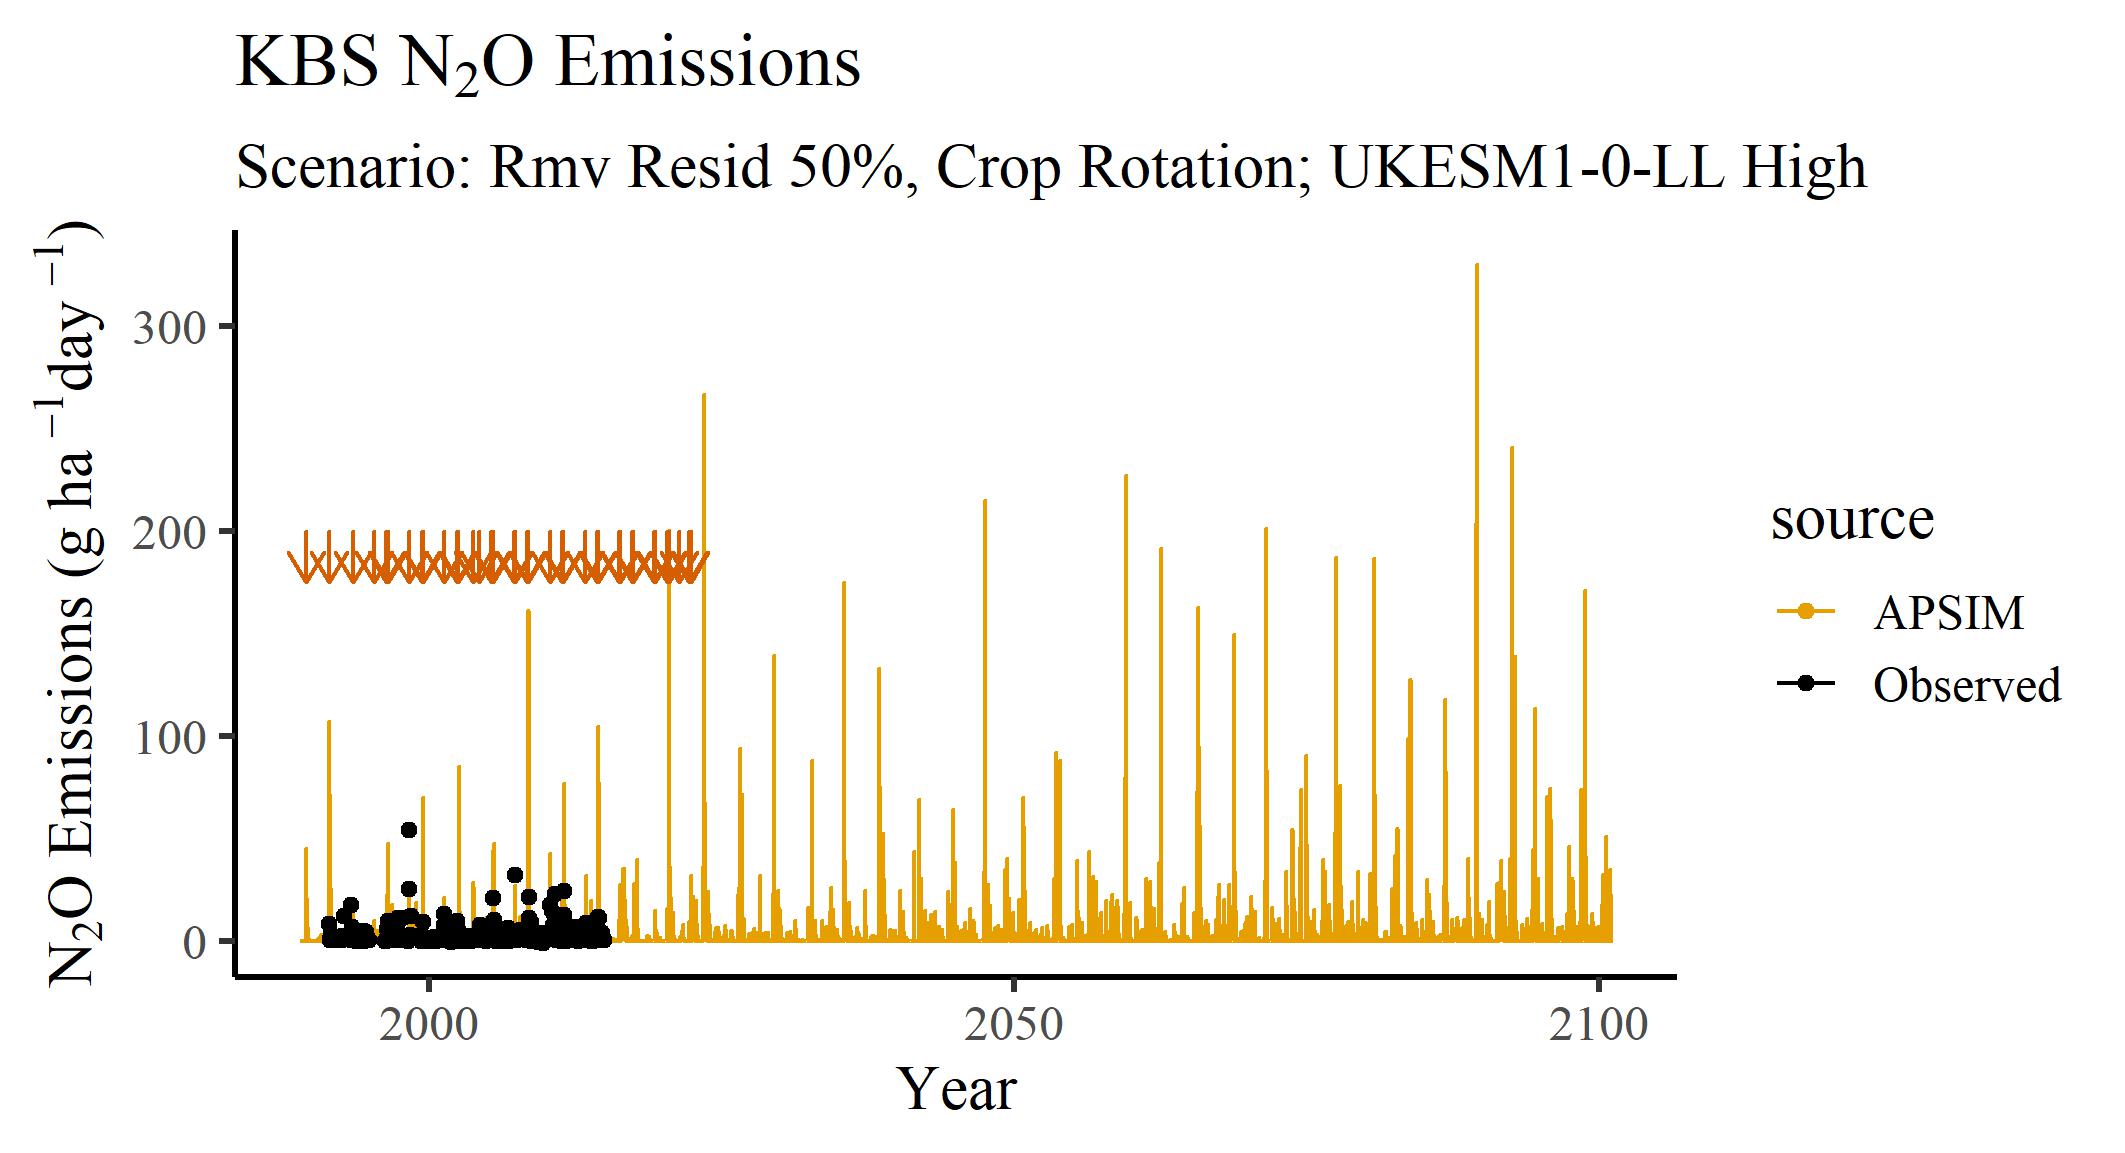 KBS N₂O Emissions
Scenario: Rmv Resid 50%, Crop Rotation; UKESM1-0-LL High
N₂O Emissions (g ha ⁻¹day ⁻¹)
300
200
100
0
2000 2050 2100
Year
source
APSIM
Observed